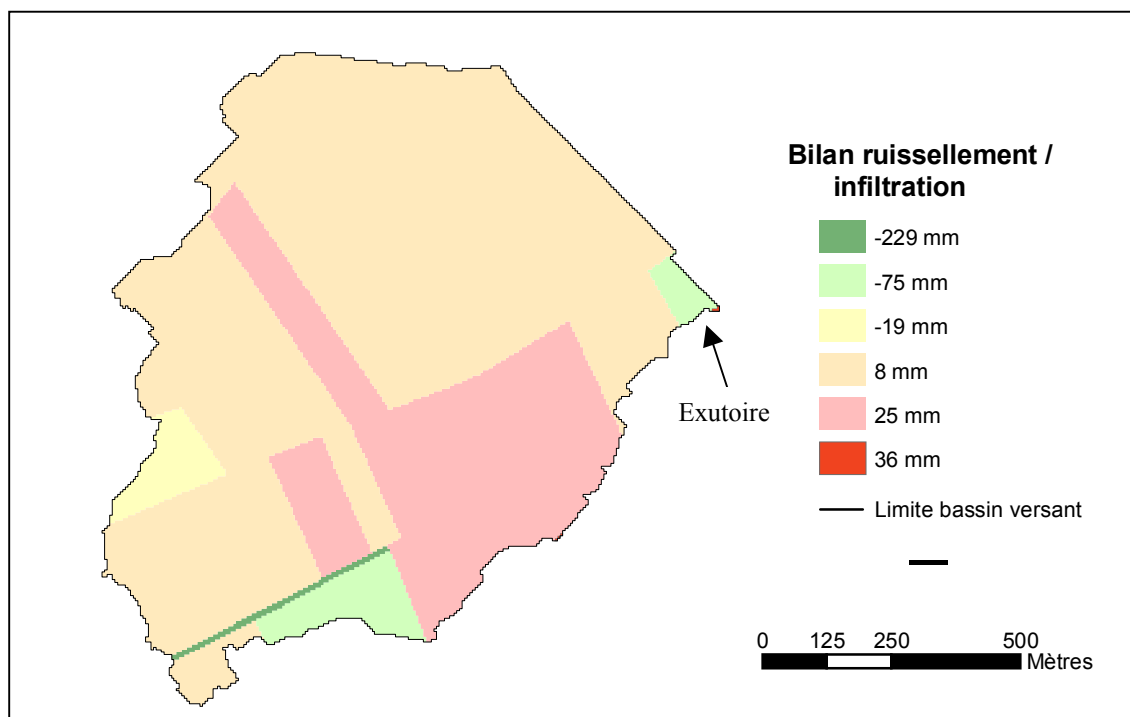 Bilan ruissellement /
infiltration
-229 mm
-75 mm
-19 mm
8 mm
25 mm
36 mm
Limite bassin versant
Exutoire
0 125 250 500
Mètres